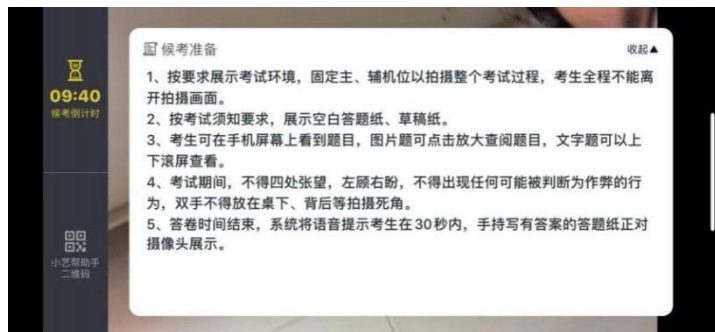 候考准备
收起▲
09:40
候考倒计时
1、按要求展示考试环境，固定主、辅机位以拍摄整个考试过程，考生全程不能离
开拍摄画面。
2、按考试须知要求，展示空白答题纸、草稿纸。
3、考生可在手机屏幕上看到题目，图片题可点击放大查阅题目，文字题可以上
下滚屏查看。
4、考试期间，不得四处张望，左顾右盼，不得出现任何可能被判断为作弊的行
为，双手不得放在桌下、背后等拍摄死角。
5、答卷时间结束，系统将语音提示考生在30秒内，手持写有答案的答题纸正对
摄像头展示。
小艺帮助手
二维码